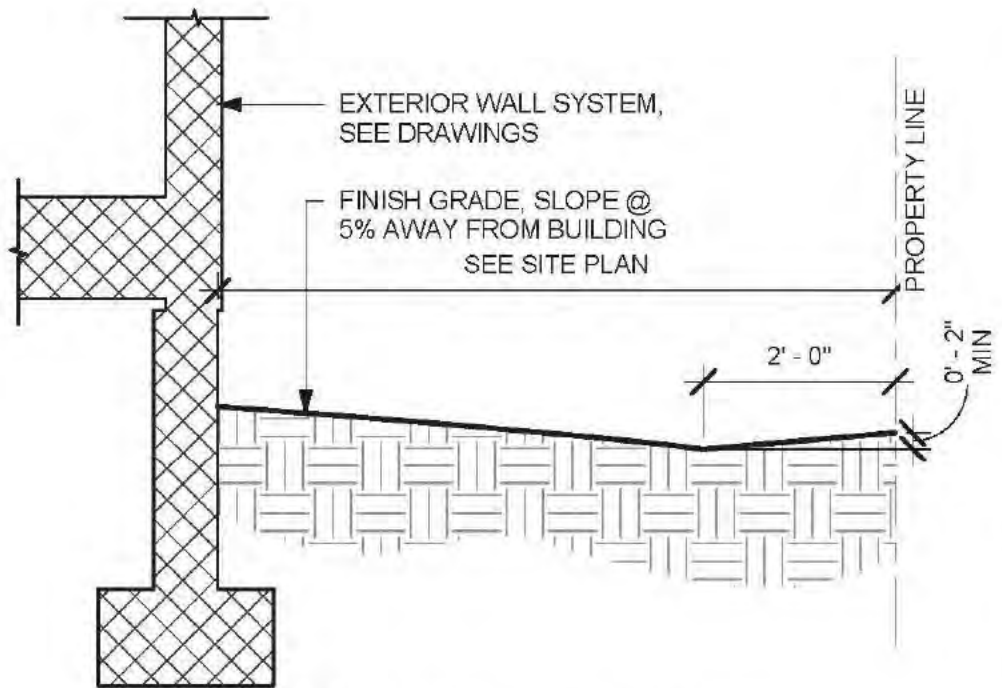 EXTERIOR WALL SYSTEM,
SEE DRAWINGS
FINISH GRADE, SLOPE @
5% AWAY FROM BUILDING
SEE SITE PLAN
PROPERTY LINE
2' - 0"
0' - 2"
MIN